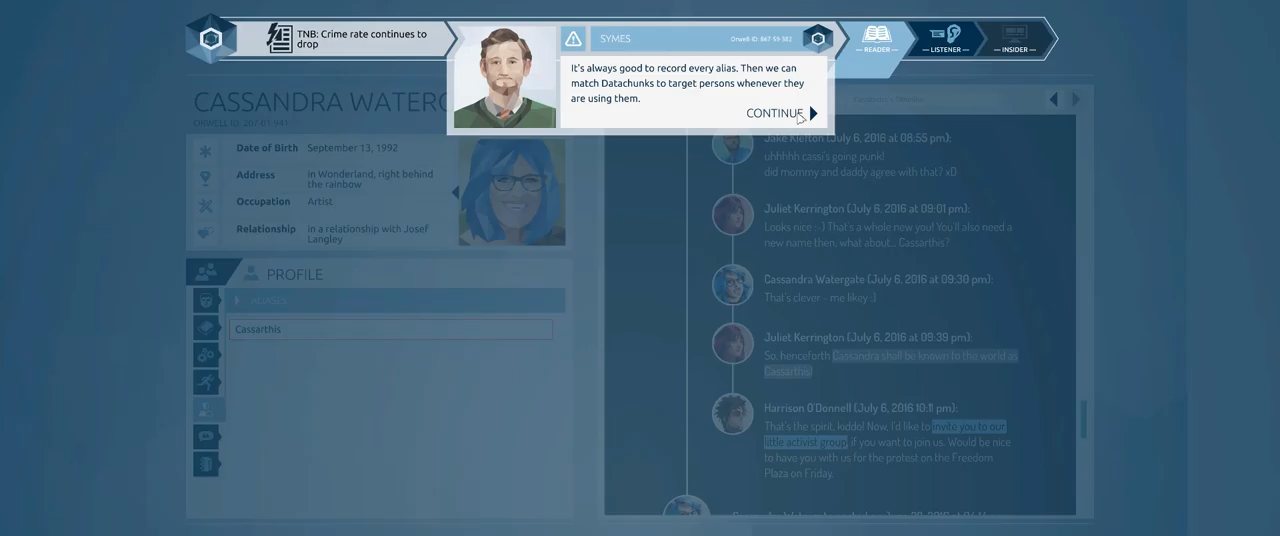 TNB: Crime rate continues to
drop
SYMES
Orwell ID: 867-59-382
It's always good to record every alias. Then we can
match Datachunks to target persons whenever they
are using them.
CONTINUE
— READER —
— LISTENER —
— INSIDER —
CASSANDRA WATERG
Date of Birth September 13, 1992
Address in Wonderland, right behind
the rainbow
Occupation Artist
Relationship In a relationship with Josef
Langley
PROFILE
ALIASES
Cassarthis
Jake Klefton (July 6, 2016 at 08:55 pm):
uhhhhh cassi's going punk!
did mommy and daddy agree with that? xD
Juliet Kerrington (July 6, 2016 at 09:01 pm):
Looks nice :-) That's a whole new you! You'll also need a
new name then, what about... Cassarthis?
Cassandra Watergate (July 6, 2016 at 09:30 pm):
That's clever - me likey :)
Juliet Kerrington (July 6, 2016 at 09:39 pm):
So, henceforth Cassandra shall be known to the world as
Cassarthis!
Harrison O'Donnell (July 6, 2016 10:11 pm):
That's the spirit, kiddo! Now, I'd like to invite you to our
little activist group, if you want to join us. Would be nice
to have you with us for the protest on the Freedom
Plaza on Friday.